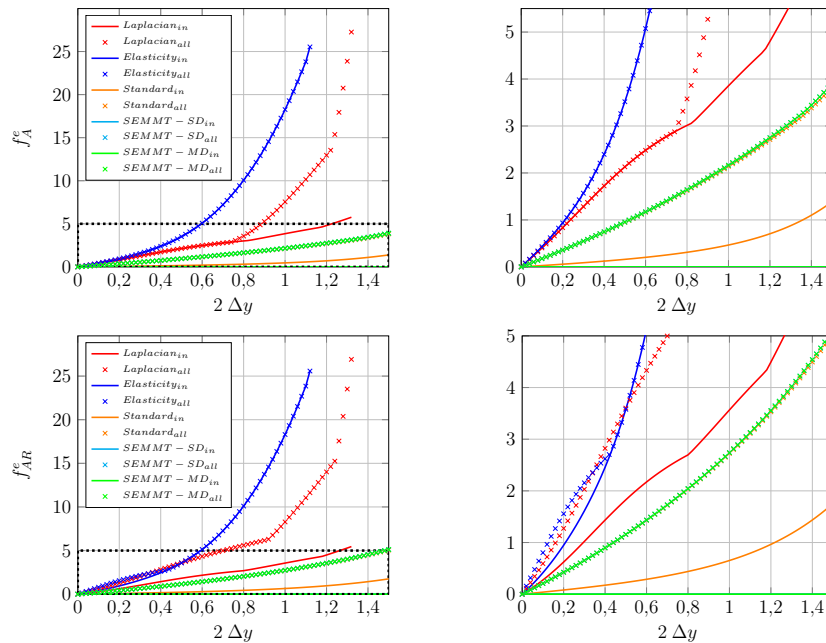 25
20
15
10
5
0
f^e_A
0 0,2 0,4 0,6 0,8 1 1,2 1,4
2 Δy
Laplacian_in
Laplacian_all
Elasticity_in
Elasticity_all
Standard_in
Standard_all
SEMMT−SD_in
SEMMT−SD_all
SEMMT−MD_in
SEMMT−MD_all
5
4
3
2
1
0
0 0,2 0,4 0,6 0,8 1 1,2 1,4
2 Δy
25
20
15
10
5
0
f^e_AR
0 0,2 0,4 0,6 0,8 1 1,2 1,4
2 Δy
Laplacian_in
Laplacian_all
Elasticity_in
Elasticity_all
Standard_in
Standard_all
SEMMT−SD_in
SEMMT−SD_all
SEMMT−MD_in
SEMMT−MD_all
5
4
3
2
1
0
0 0,2 0,4 0,6 0,8 1 1,2 1,4
2 Δy